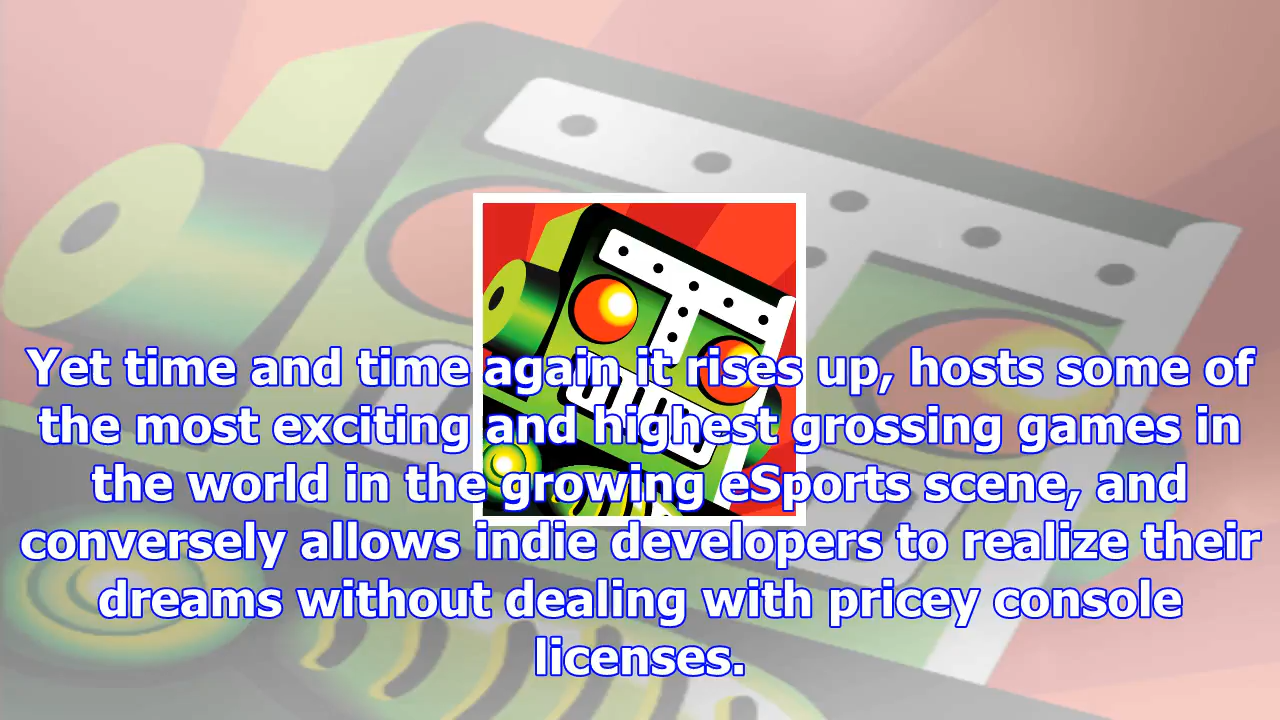 Yet time and time again it rises up, hosts some of
the most exciting and highest grossing games in
the world in the growing eSports scene, and
conversely allows indie developers to realize their
dreams without dealing with pricey console
licenses.